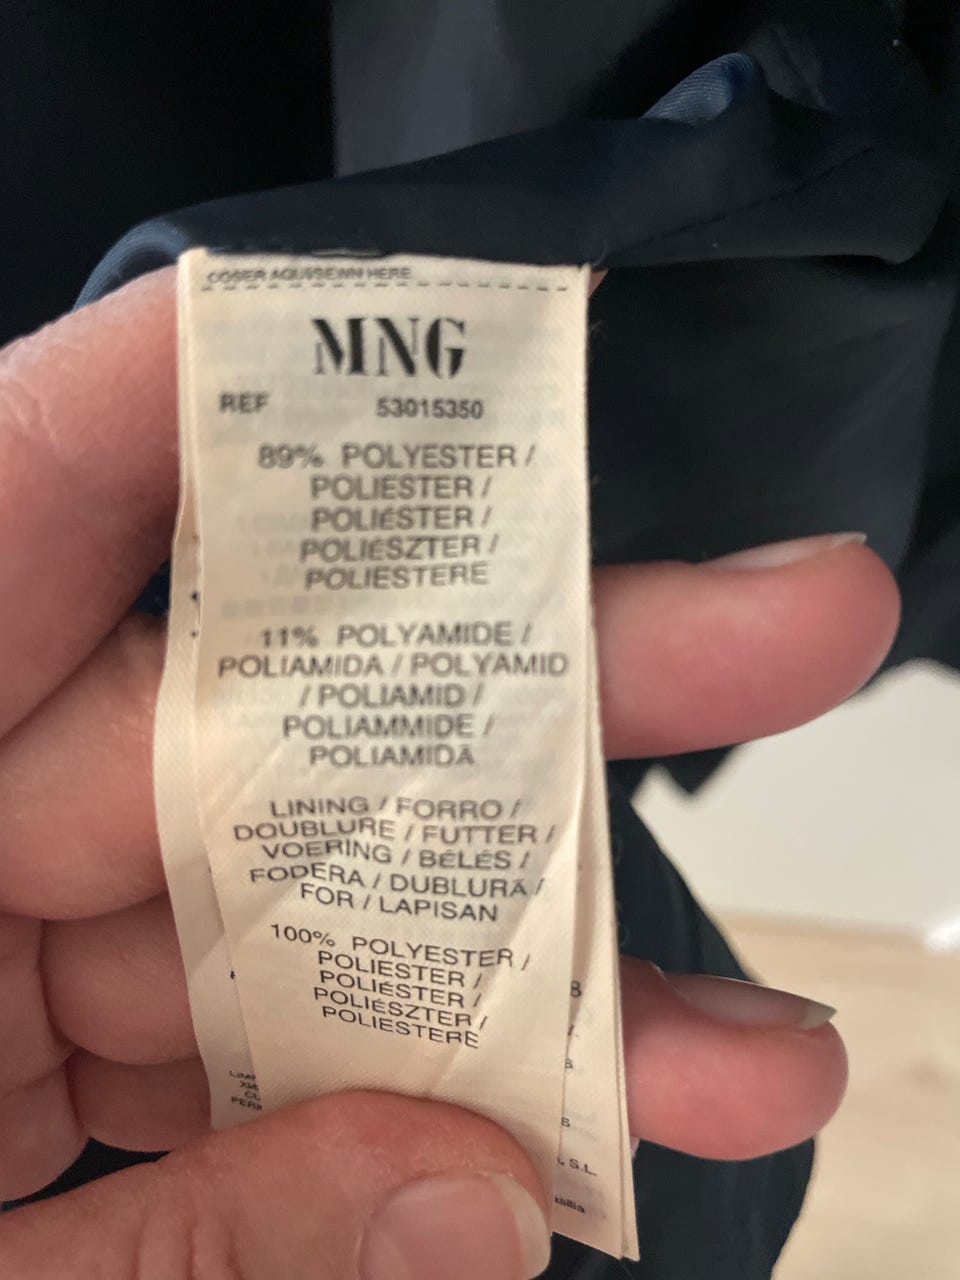 COSER AQUI/SEWN HERE
MNG
REF 53015350
89% POLYESTER /
POLIESTER /
POLIÉSTER /
POLIÉSZTER /
POLIESTERE
11% POLYAMIDE /
POLIAMIDA / POLYAMID
/ POLIAMID /
POLIAMMIDE /
POLIAMIDĂ
LINING / FORRO /
DOUBLURE / FUTTER /
VOERING / BÉLÉS /
FODERA / DUBLURĂ /
FOR / LAPISAN
100% POLYESTER /
POLIESTER /
POLIÉSTER /
POLIÉSZTER /
POLIESTERE
S.L.